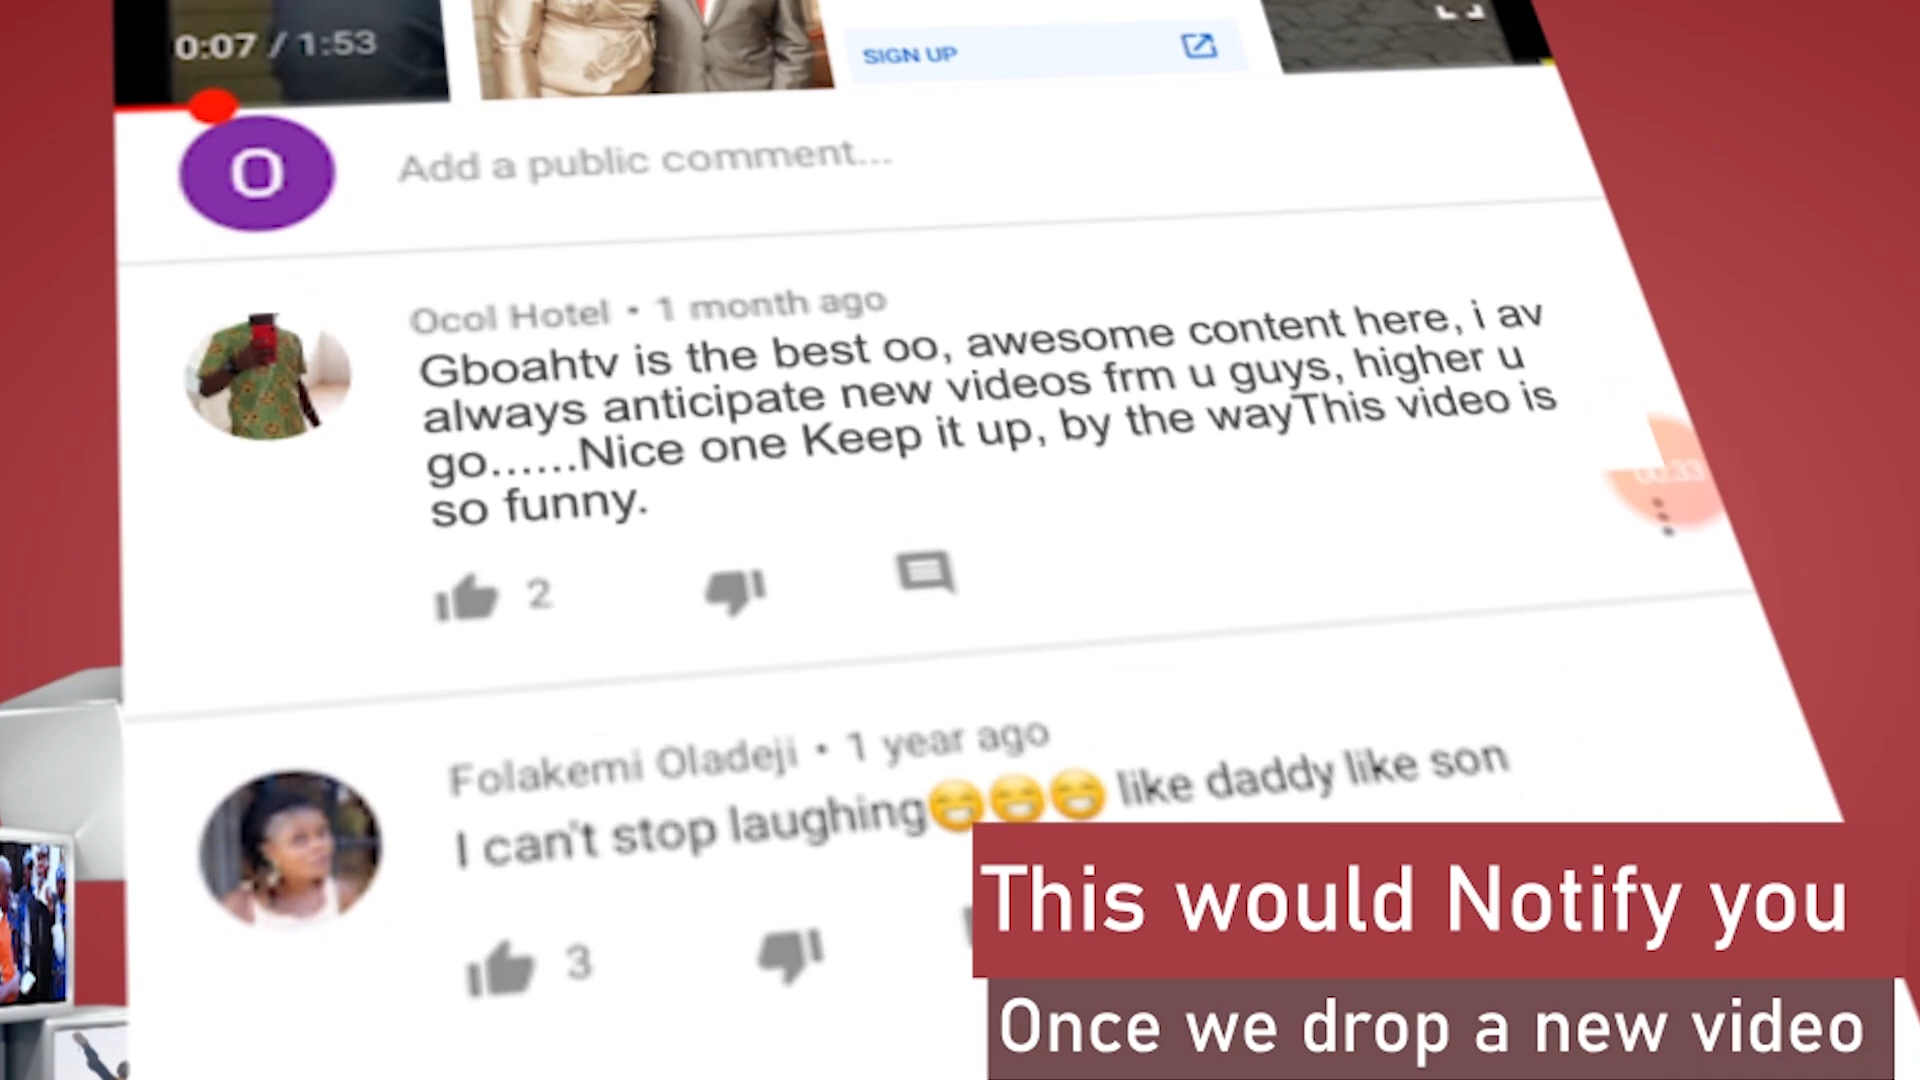 0:07 / 1:53
SIGN UP
O
Add a public comment...
Ocol Hotel • 1 month ago
Gboahtv is the best oo, awesome content here, i av
always anticipate new videos frm u guys, higher u
go......Nice one Keep it up, by the wayThis video is
so funny.
00:33
2
Folakemi Oladeji • 1 year ago
I can't stop laughing😁😁😁 like daddy like son
3
This would Notify you
Once we drop a new video